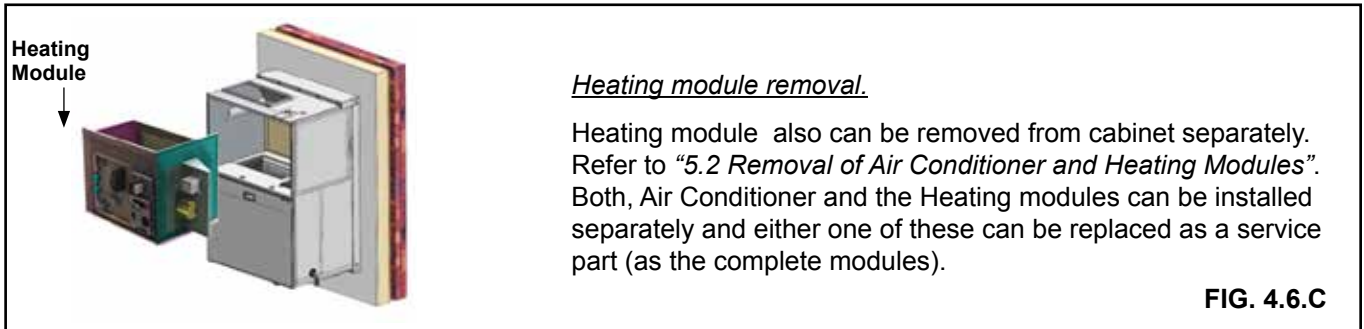 Heating
Module
Heating module removal.
Heating module also can be removed from cabinet separately.
Refer to “5.2 Removal of Air Conditioner and Heating Modules”.
Both, Air Conditioner and the Heating modules can be installed
separately and either one of these can be replaced as a service
part (as the complete modules).
FIG. 4.6.C